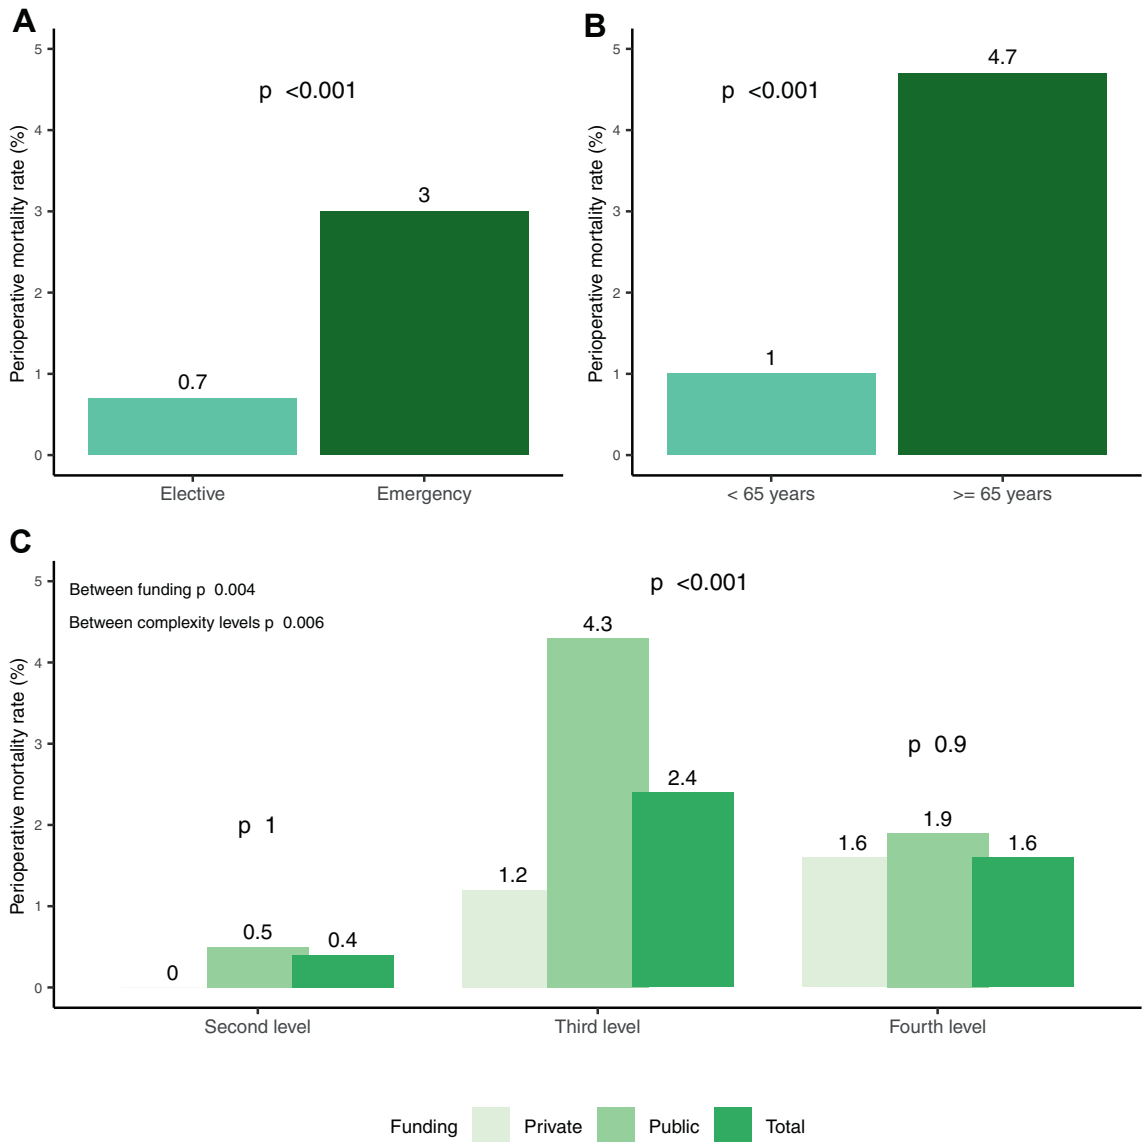 A
Perioperative mortality rate (%)
5
4
3
2
1
0
p <0.001
0.7
3
Elective
Emergency
B
Perioperative mortality rate (%)
5
4
3
2
1
0
p <0.001
1
4.7
< 65 years
>= 65 years
C
Perioperative mortality rate (%)
5
4
3
2
1
0
Between funding p 0.004
Between complexity levels p 0.006
p 1
0
0.5
0.4
p <0.001
1.2
4.3
2.4
p 0.9
1.6
1.9
1.6
Second level
Third level
Fourth level
Funding Private Public Total